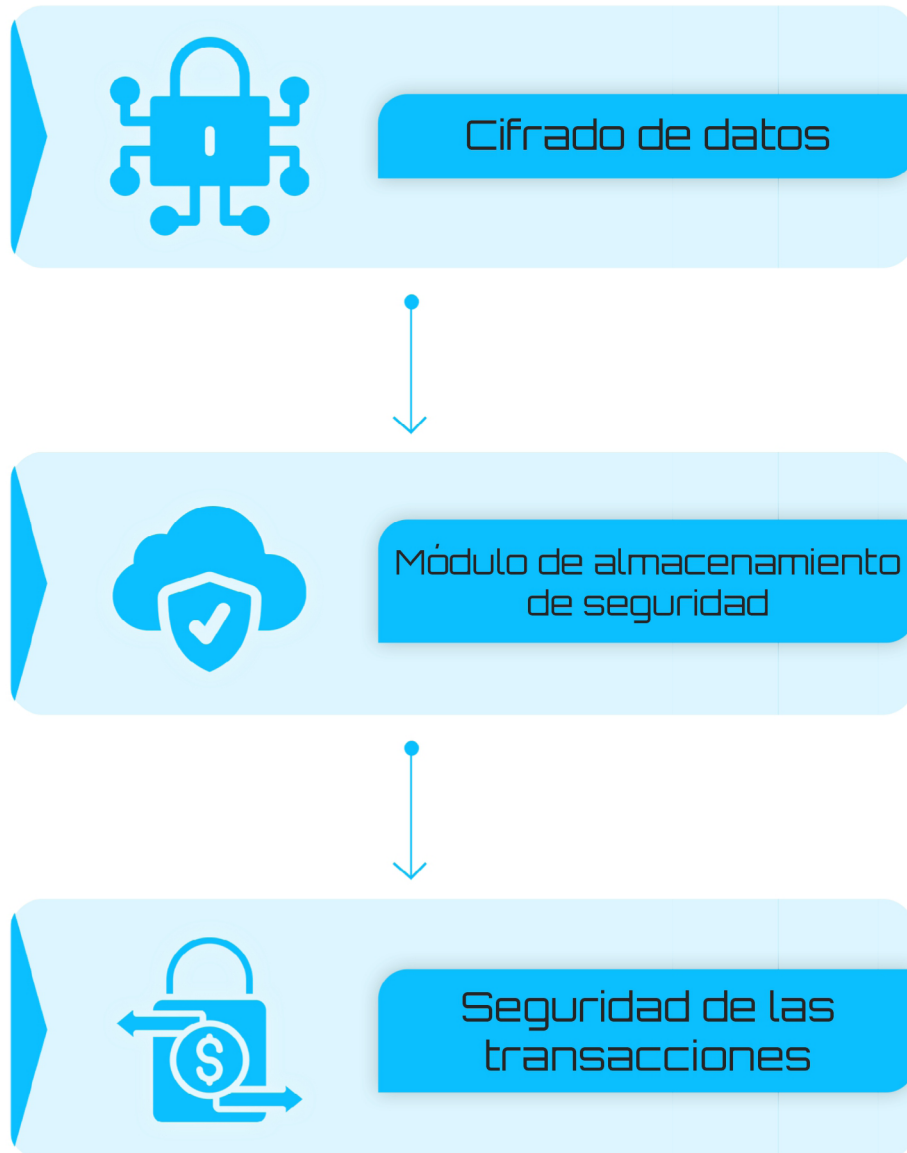 Cifrado de datos
Módulo de almacenamiento
de seguridad
$
Seguridad de las
transacciones